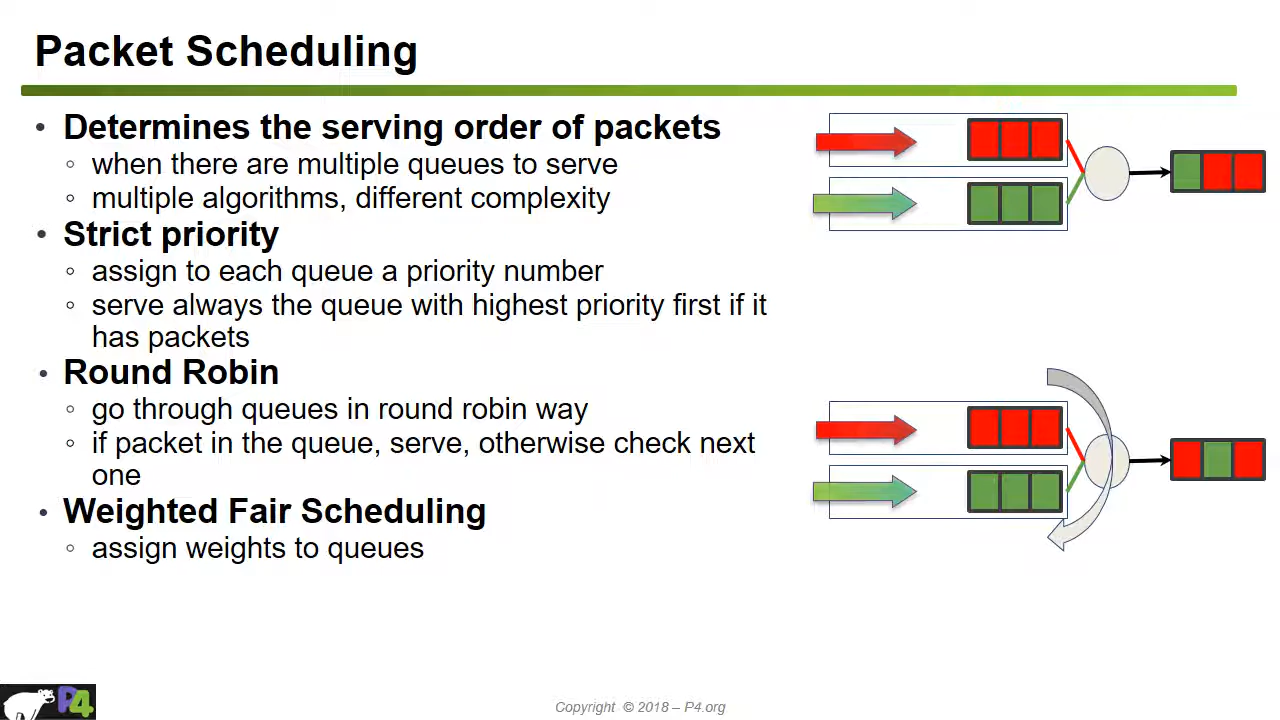 Packet Scheduling
• Determines the serving order of packets
◦ when there are multiple queues to serve
◦ multiple algorithms, different complexity
• Strict priority
◦ assign to each queue a priority number
◦ serve always the queue with highest priority first if it
has packets
• Round Robin
◦ go through queues in round robin way
◦ if packet in the queue, serve, otherwise check next
one
• Weighted Fair Scheduling
◦ assign weights to queues
P4
Copyright © 2018 – P4.org